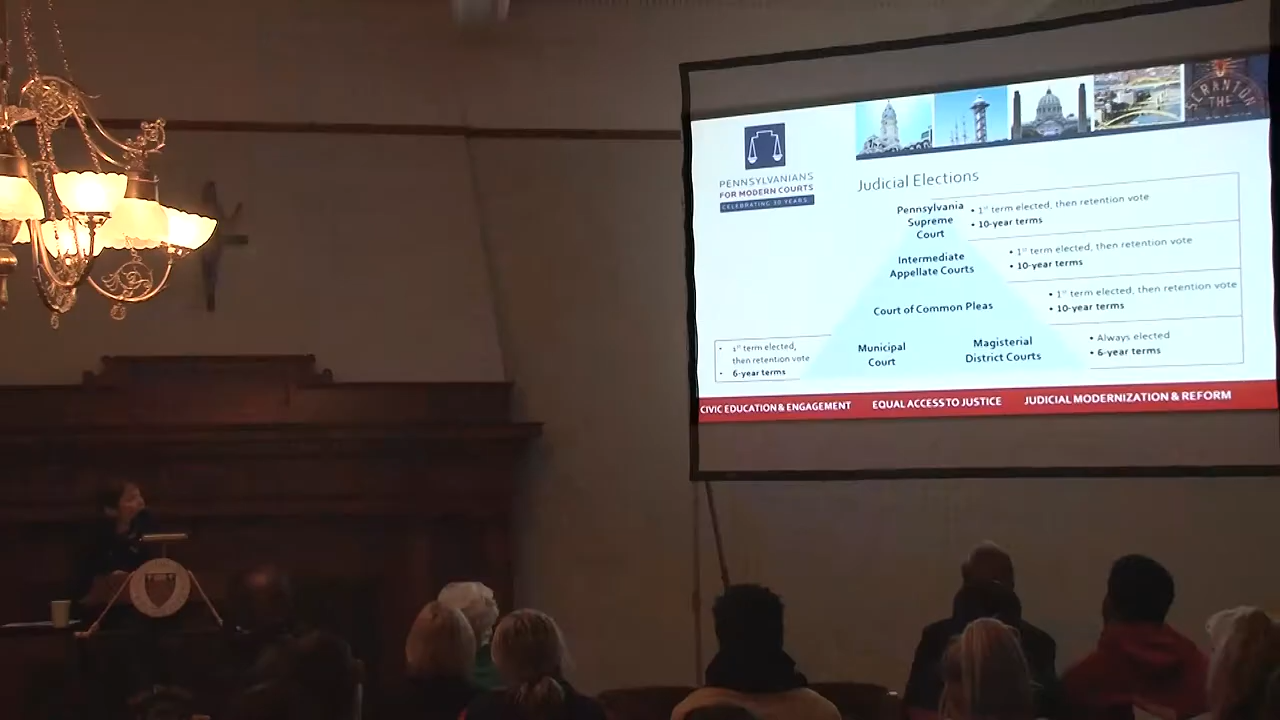 SCRANTON
THE
PENNSYLVANIANS
FOR MODERN COURTS
CELEBRATING 30 YEARS
Judicial Elections
Pennsylvania
Supreme
Court
• 1st term elected, then retention vote
• 10-year terms
Intermediate
Appellate Courts
• 1st term elected, then retention vote
• 10-year terms
Court of Common Pleas
• 1st term elected, then retention vote
• 10-year terms
• 1st term elected,
then retention vote
• 6-year terms
Municipal
Court
Magisterial
District Courts
• Always elected
• 6-year terms
CIVIC EDUCATION & ENGAGEMENT EQUAL ACCESS TO JUSTICE JUDICIAL MODERNIZATION & REFORM